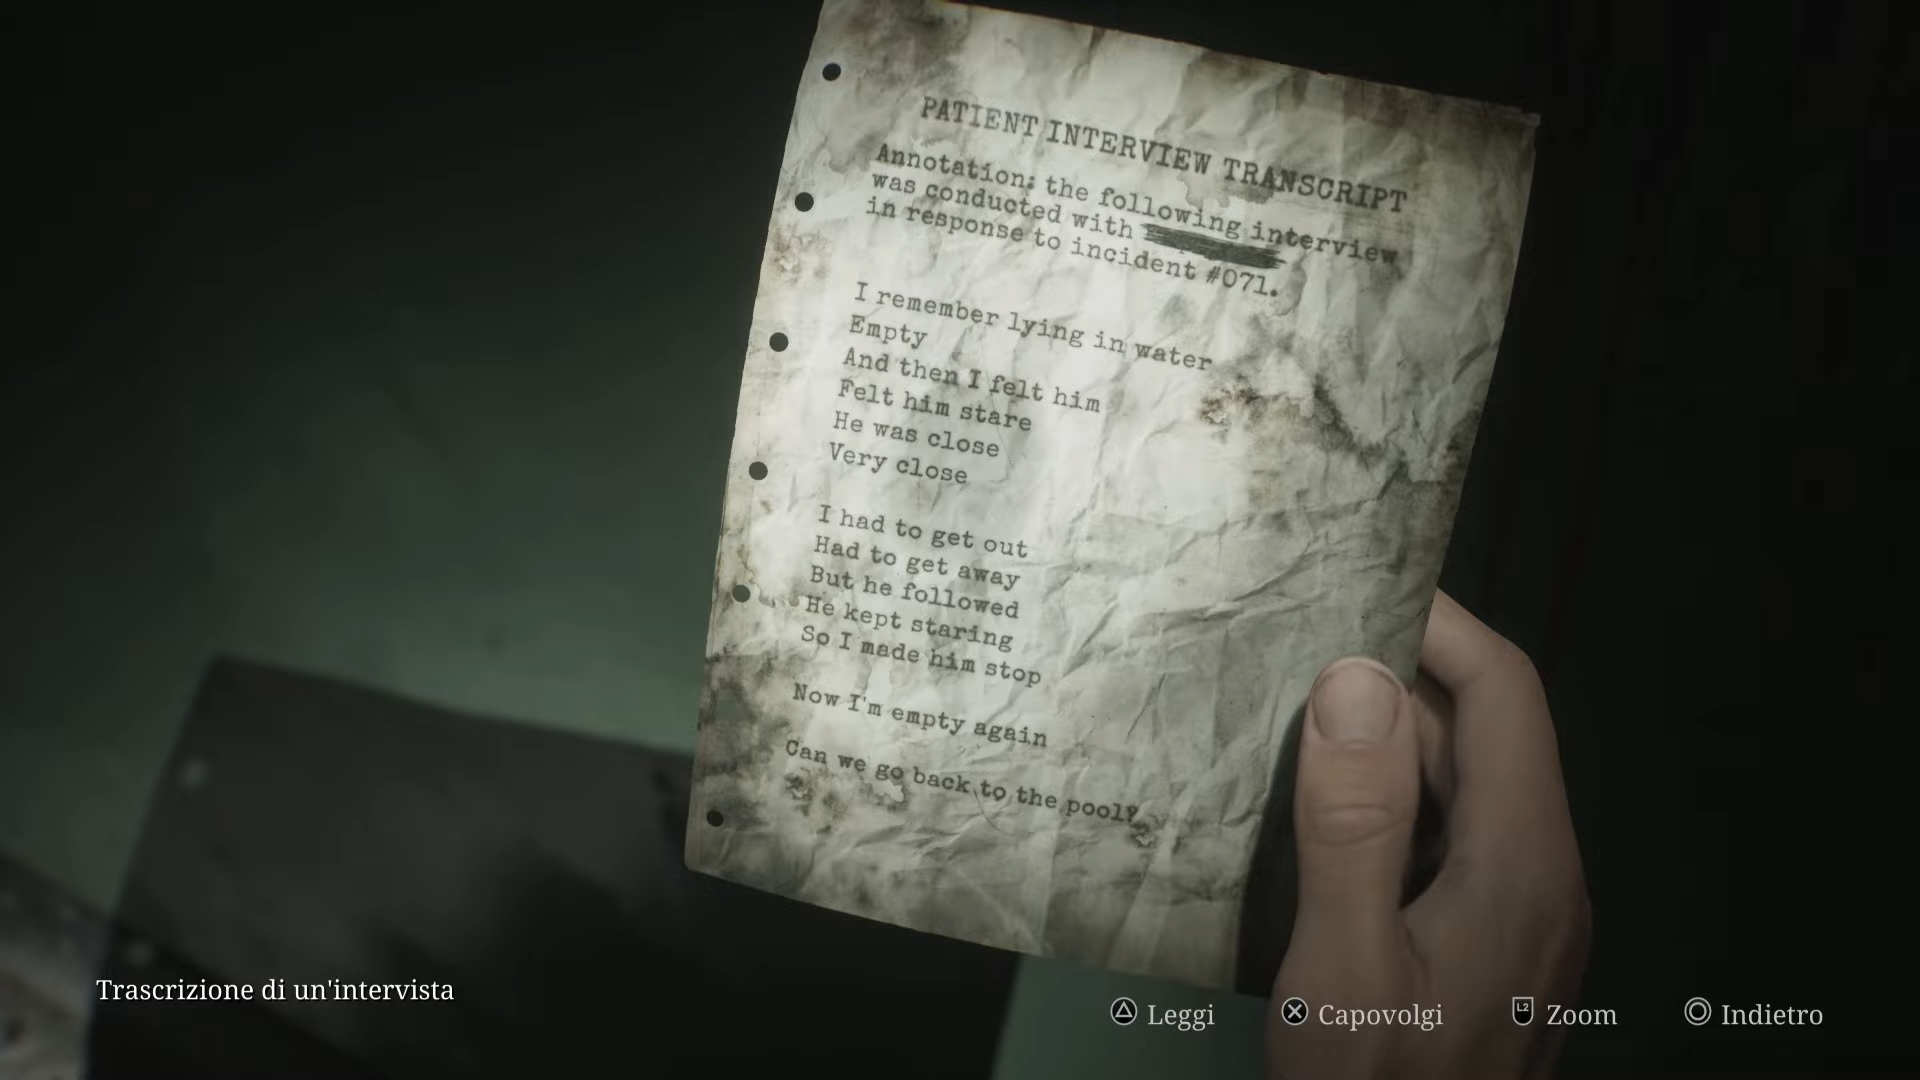 PATIENT INTERVIEW TRANSCRIPT
Annotation: the following interview
was conducted with
in response to incident #071.
I remember lying in water
Empty
And then I felt him
Felt him stare
He was close
Very close
I had to get out
Had to get away
But he followed
He kept staring
So I made him stop
Now I'm empty again
Can we go back to the pool?
Trascrizione di un'intervista
Leggi
Capovolgi
L2 Zoom
Indietro